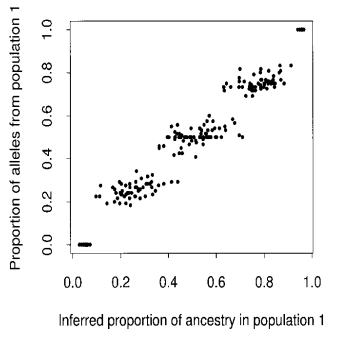 Proportion of alleles from population 1
1.0
0.8
0.6
0.4
0.2
0.0
0.0 0.2 0.4 0.6 0.8 1.0
Inferred proportion of ancestry in population 1